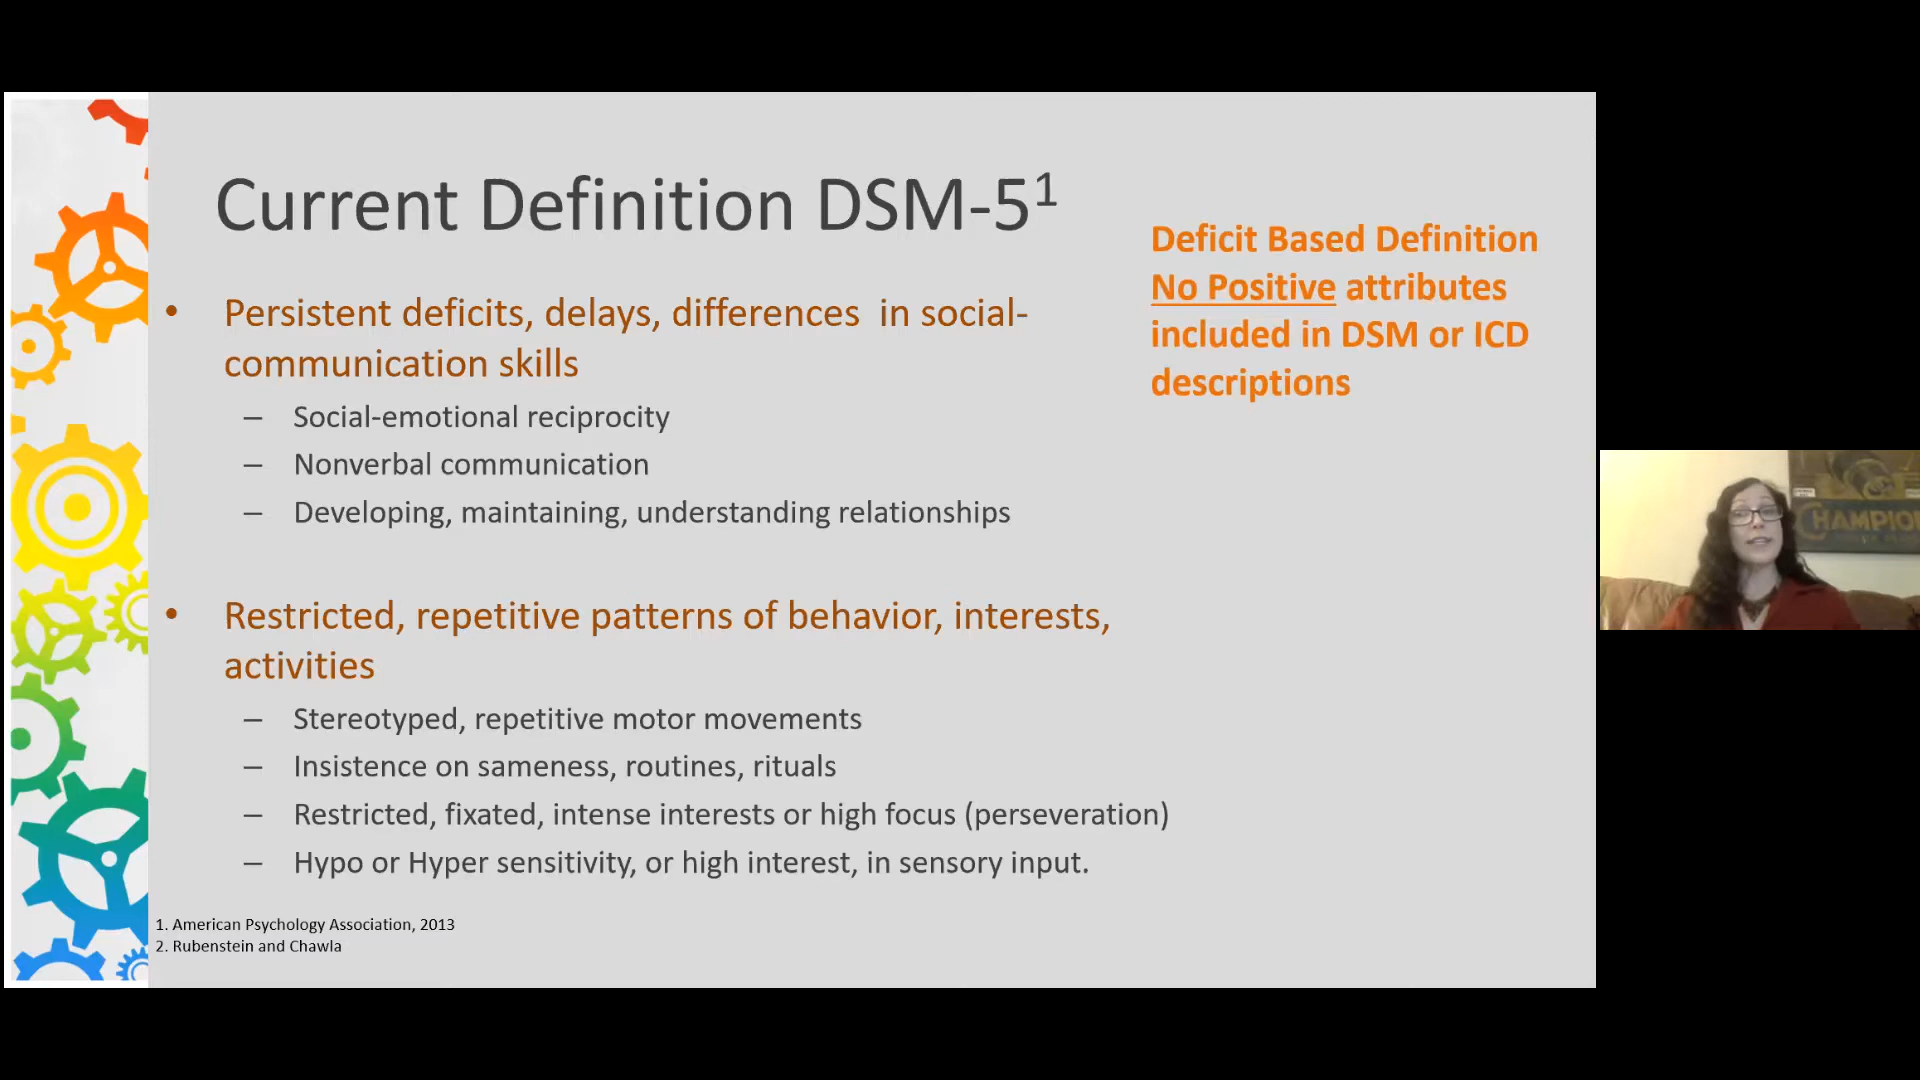 Current Definition DSM-5¹
Deficit Based Definition
No Positive attributes
included in DSM or ICD
descriptions
• Persistent deficits, delays, differences in social-
communication skills
– Social-emotional reciprocity
– Nonverbal communication
– Developing, maintaining, understanding relationships
• Restricted, repetitive patterns of behavior, interests,
activities
– Stereotyped, repetitive motor movements
– Insistence on sameness, routines, rituals
– Restricted, fixated, intense interests or high focus (perseveration)
– Hypo or Hyper sensitivity, or high interest, in sensory input.
1. American Psychology Association, 2013
2. Rubenstein and Chawla